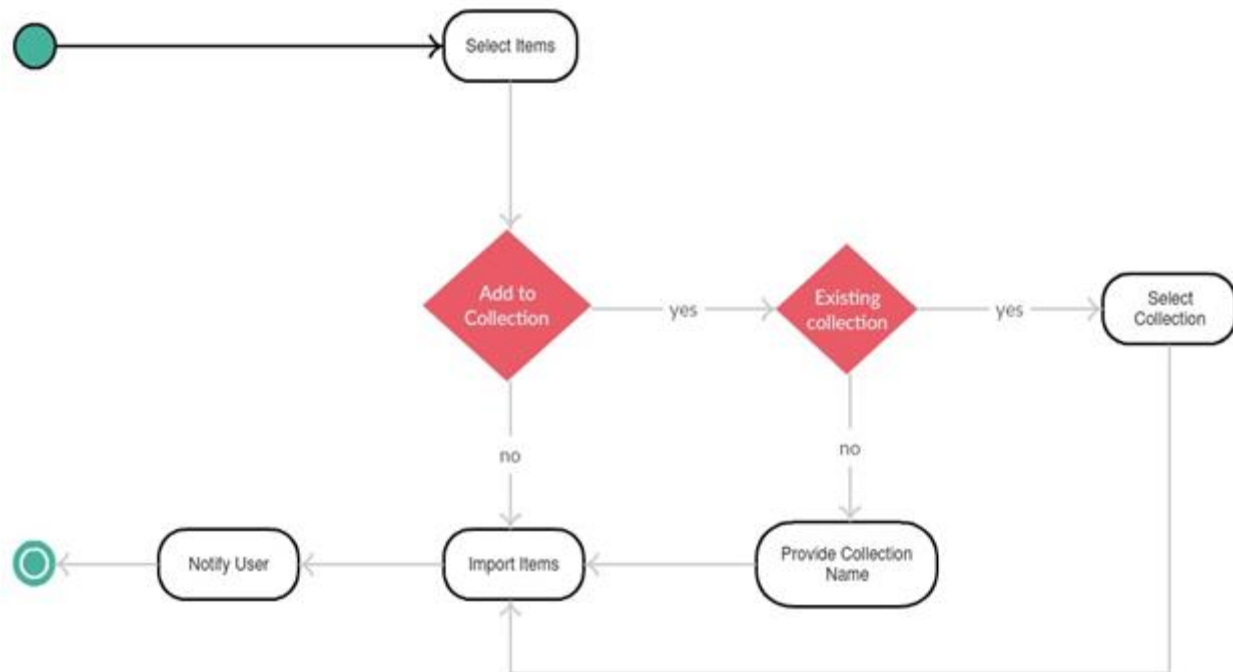 Select Items
Add to
Collection
yes
Existing
collection
yes
Select
Collection
no
no
Notify User
Import Items
Provide Collection
Name